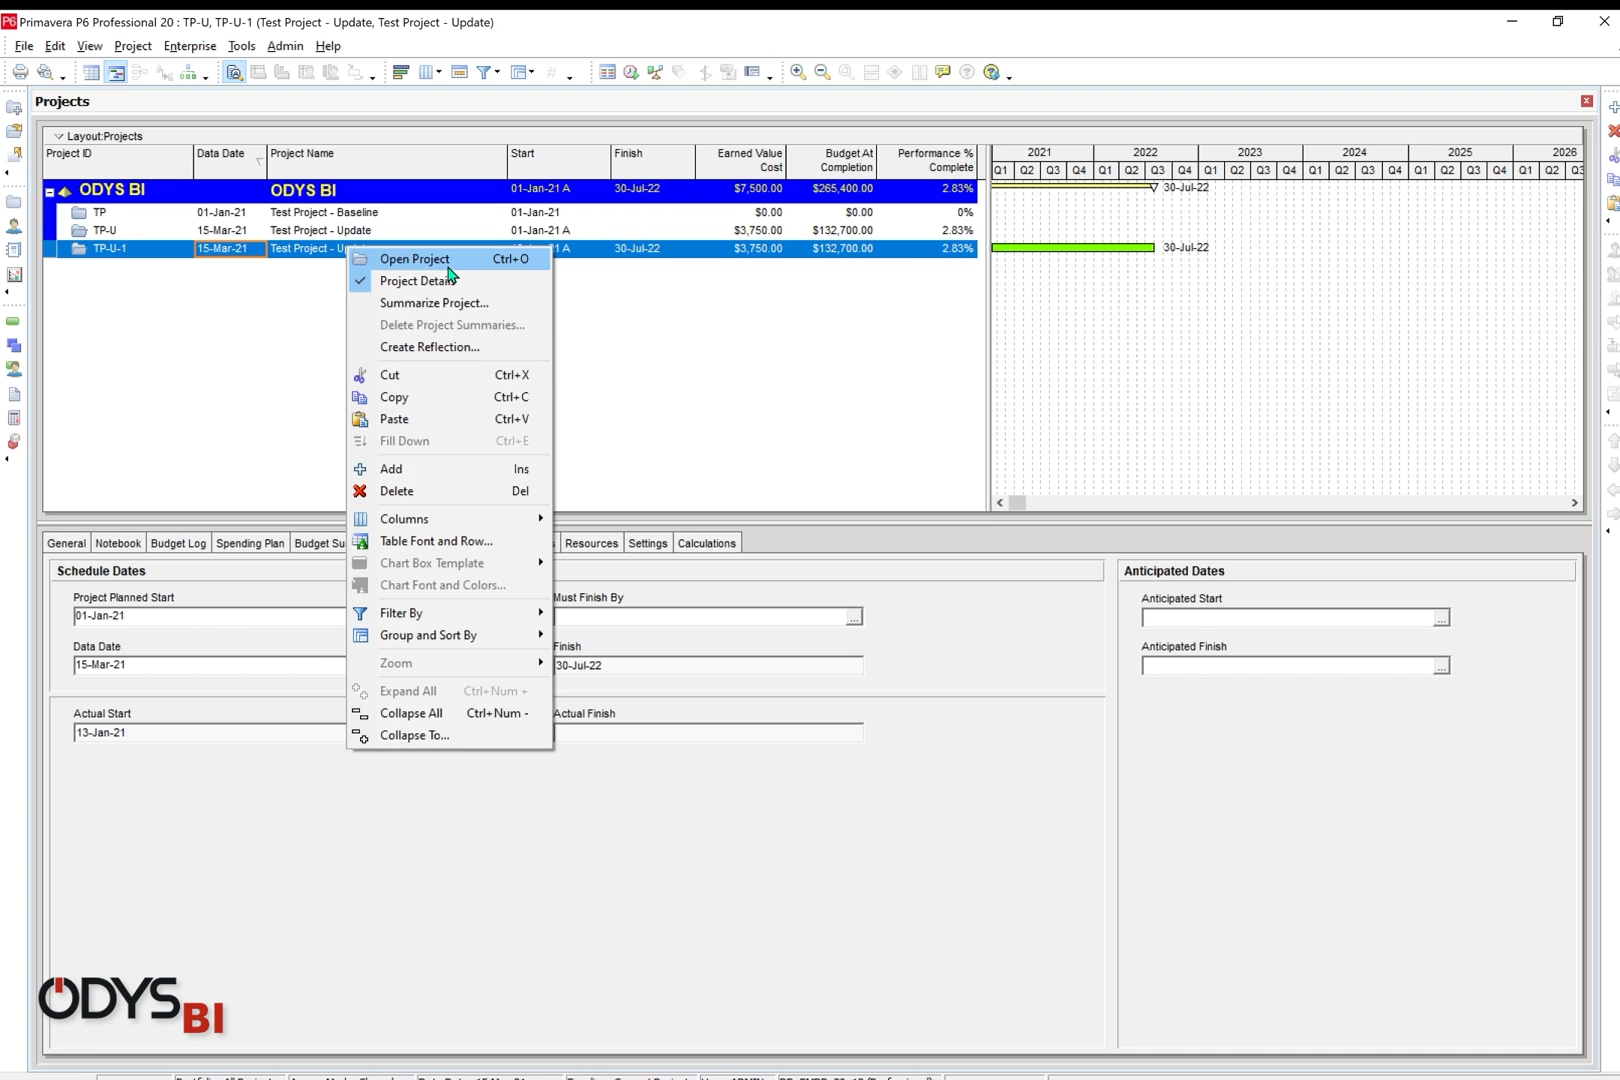 Primavera P6 Professional 20 : TP-U, TP-U-1 (Test Project - Update, Test Project - Update)
File Edit View Project Enterprise Tools Admin Help
Projects
Layout:Projects
Project ID Data Date Project Name Start Finish Earned Value Cost Budget At Completion Performance % Complete
2021 2022 2023 2024 2025 2026
Q1 Q2 Q3 Q4 Q1 Q2 Q3 Q4 Q1 Q2 Q3 Q4 Q1 Q2 Q3 Q4 Q1 Q2 Q3 Q4 Q1 Q2 Q3
ODYS BI ODYS BI 01-Jan-21 A 30-Jul-22 $7,500.00 $265,400.00 2.83% 30-Jul-22
TP 01-Jan-21 Test Project - Baseline 01-Jan-21 $0.00 $0.00 0%
TP-U 15-Mar-21 Test Project - Update 01-Jan-21 A $3,750.00 $132,700.00 2.83%
TP-U-1 15-Mar-21 Test Project - A 30-Jul-22 $3,750.00 $132,700.00 2.83% 30-Jul-22
Open Project Ctrl+O
Project Details
Summarize Project...
Delete Project Summaries...
Create Reflection...
Cut Ctrl+X
Copy Ctrl+C
Paste Ctrl+V
Fill Down Ctrl+E
Add Ins
Delete Del
Columns
Table Font and Row...
Chart Box Template
Chart Font and Colors...
Filter By
Group and Sort By
Zoom
Expand All Ctrl+Num +
Collapse All Ctrl+Num -
Collapse To...
General Notebook Budget Log Spending Plan Budget Su Resources Settings Calculations
Schedule Dates
Project Planned Start
01-Jan-21
Must Finish By
Data Date
15-Mar-21
Finish
30-Jul-22
Actual Start
13-Jan-21
Actual Finish
Anticipated Dates
Anticipated Start
Anticipated Finish
ODYS BI